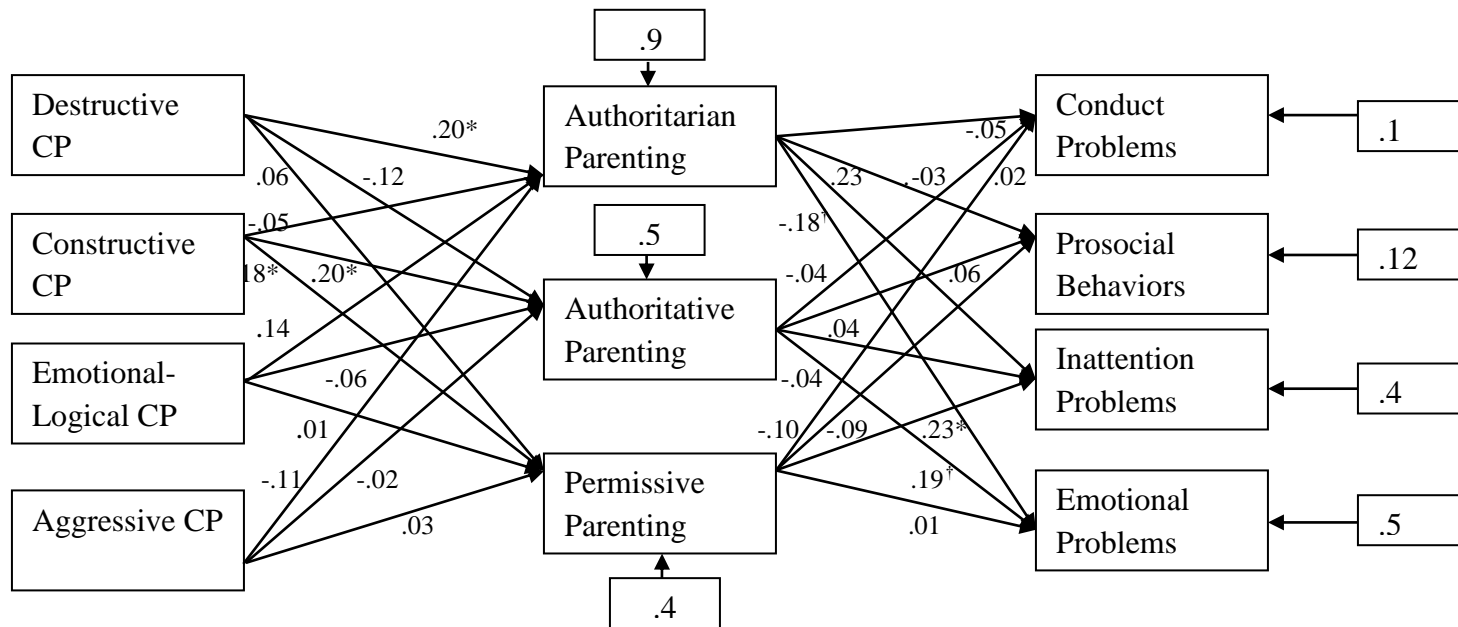 .9
Destructive
CP
Authoritarian
Parenting
Conduct
Problems
.1
.20*
-.05
.06
-.12
.23
.-03
.02
Constructive
CP
-.05
.5
-.18†
Prosocial
Behaviors
.12
18*
.20*
-.04
.06
Authoritative
Parenting
.14
.04
Emotional-
Logical CP
-.06
-.04
Inattention
Problems
.4
.01
-.10
-.09
.23*
-.11
-.02
Permissive
Parenting
.19†
Aggressive CP
.03
.01
Emotional
Problems
.5
.4